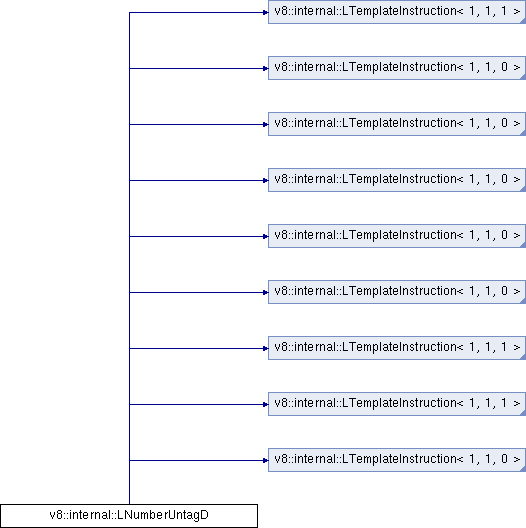 v8::internal::LTemplateInstruction< 1, 1, 1 >
v8::internal::LTemplateInstruction< 1, 1, 0 >
v8::internal::LTemplateInstruction< 1, 1, 0 >
v8::internal::LTemplateInstruction< 1, 1, 0 >
v8::internal::LTemplateInstruction< 1, 1, 0 >
v8::internal::LTemplateInstruction< 1, 1, 0 >
v8::internal::LTemplateInstruction< 1, 1, 1 >
v8::internal::LTemplateInstruction< 1, 1, 1 >
v8::internal::LTemplateInstruction< 1, 1, 0 >
v8::internal::LNumberUntagD